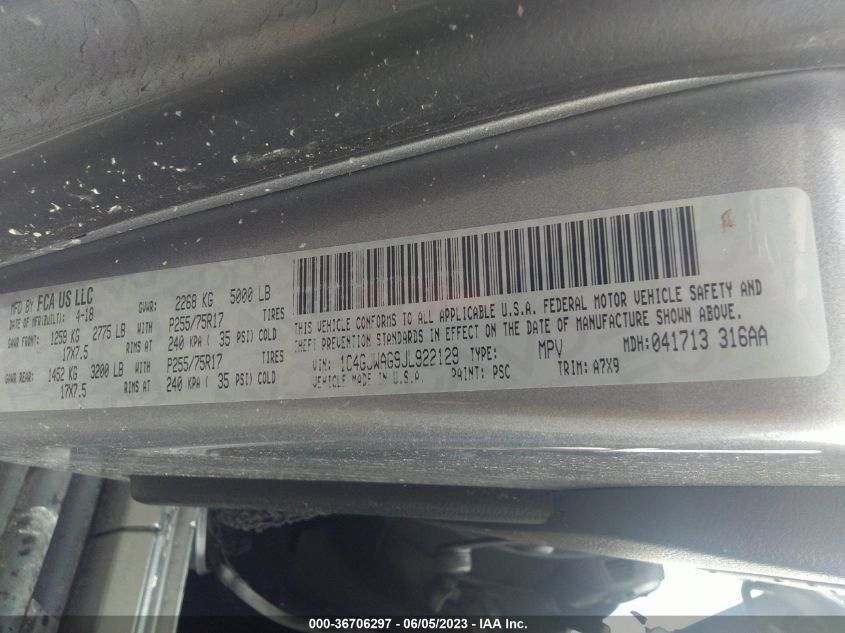 MFD BY FCA US LLC
DATE OF MFR(BUILT): 4-18 GVWR: 2268 KG 5000 LB
GAWR FRONT: 1259 KG 2775 LB WITH P255/75R17 TIRES
17X7.5 RIMS AT 240 KPA ( 35 PSI) COLD
GAWR REAR: 1452 KG 3200 LB WITH P255/75R17 TIRES
17X7.5 RIMS AT 240 KPA ( 35 PSI) COLD
THIS VEHICLE CONFORMS TO ALL APPLICABLE U.S.A. FEDERAL MOTOR VEHICLE SAFETY AND
THEFT PREVENTION STANDARDS IN EFFECT ON THE DATE OF MANUFACTURE SHOWN ABOVE.
VIN: 1C4GJWAG9JL922129 TYPE: MPV MDH:041713 316AA
VEHICLE MADE IN U.S.A. PAINT: PSC TRIM: A7X9
000-36706297 - 06/05/2023 - IAA Inc.